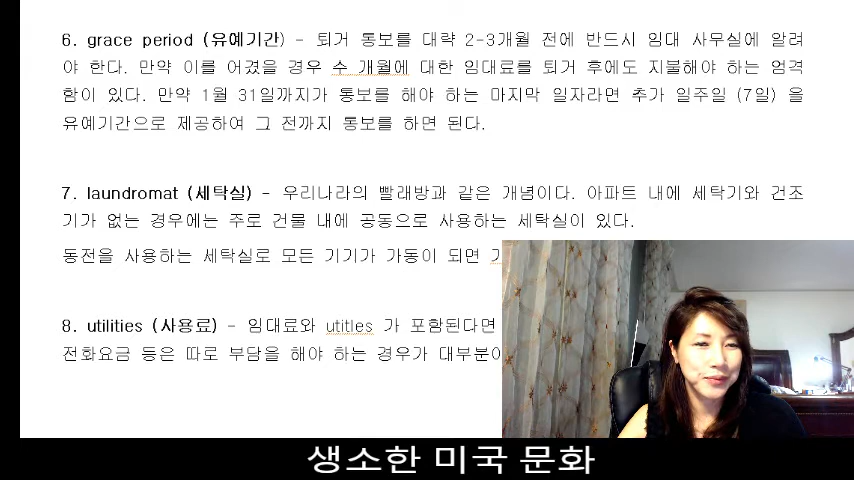 6. grace period (유예기간) - 퇴거 통보를 대략 2-3개월 전에 반드시 임대 사무실에 알려
야 한다. 만약 이를 어겼을 경우 수 개월에 대한 임대료를 퇴거 후에도 지불해야 하는 엄격
함이 있다. 만약 1월 31일까지가 통보를 해야 하는 마지막 일자라면 추가 일주일 (7일) 을
유예기간으로 제공하여 그 전까지 통보를 하면 된다.
7. laundromat (세탁실) - 우리나라의 빨래방과 같은 개념이다. 아파트 내에 세탁기와 건조
기가 없는 경우에는 주로 건물 내에 공동으로 사용하는 세탁실이 있다.
동전을 사용하는 세탁실로 모든 기기가 가동이 되면
8. utilities (사용료) - 임대료와 utitles 가 포함된다면
전화요금 등은 따로 부담을 해야 하는 경우가
생소한 미국 문화